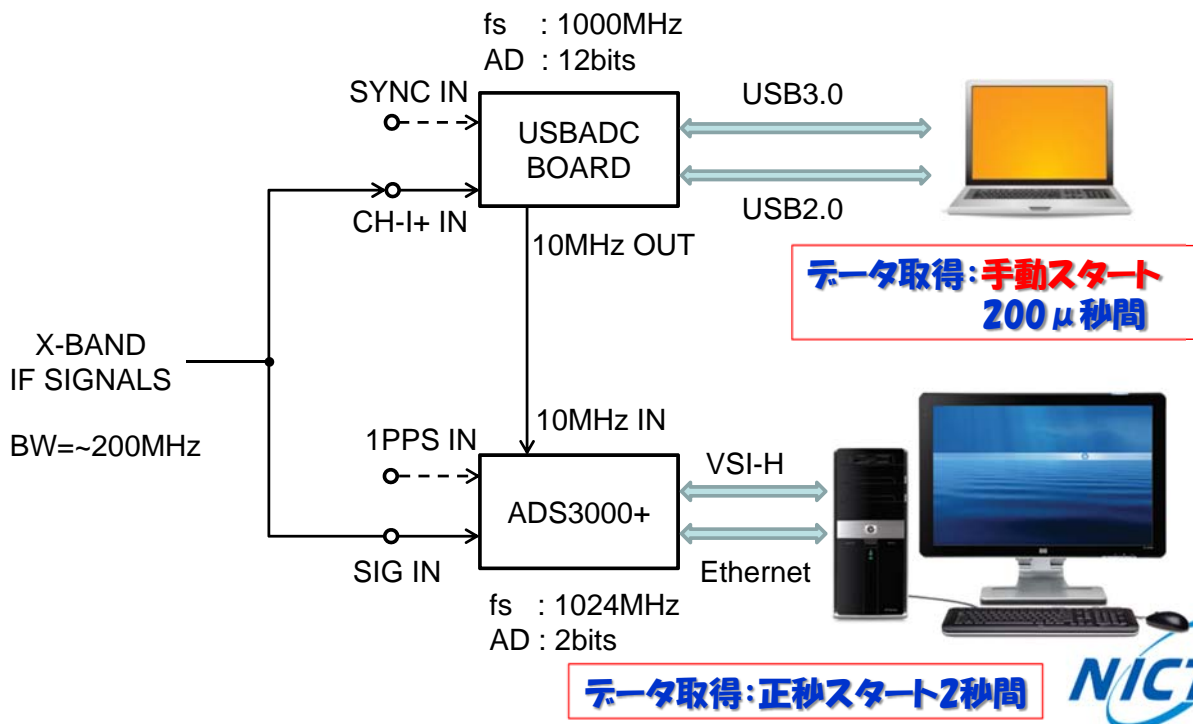 fs : 1000MHz
AD : 12bits
SYNC IN
USBADC
BOARD
USB3.0
USB2.0
CH-I+ IN
10MHz OUT
データ取得：手動スタート
200μ秒間
X-BAND
IF SIGNALS
BW=~200MHz
10MHz IN
1PPS IN
ADS3000+
VSI-H
SIG IN
Ethernet
fs : 1024MHz
AD : 2bits
データ取得：正秒スタート2秒間
NICT